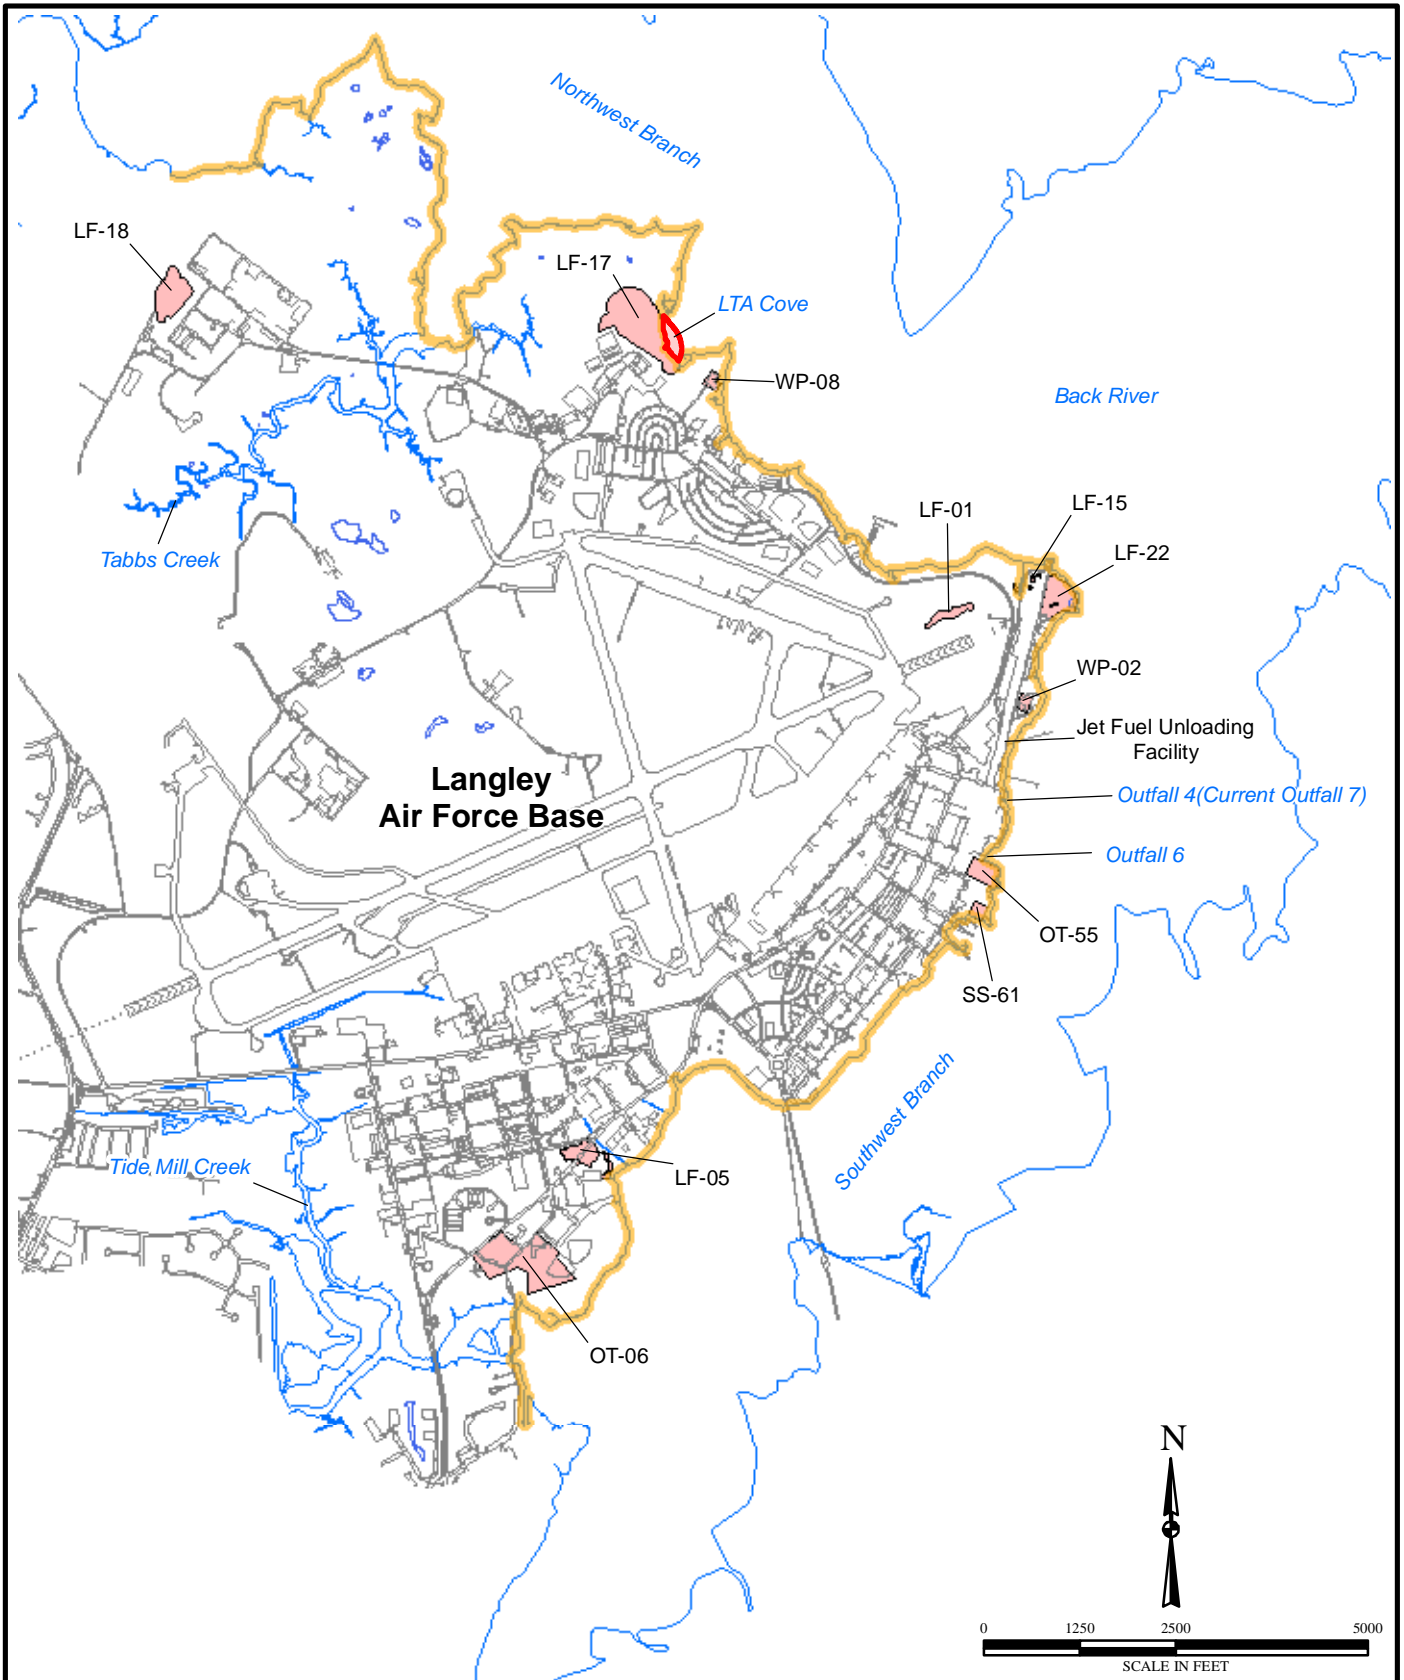 Northwest Branch
LF-18
LF-17
LTA Cove
WP-08
Back River
LF-01
LF-15
LF-22
Tabbs Creek
WP-02
Jet Fuel Unloading
Facility
Langley
Air Force Base
Outfall 4(Current Outfall 7)
Outfall 6
OT-55
SS-61
Southwest Branch
Tide Mill Creek
LF-05
OT-06
N
0 1250 2500 5000
SCALE IN FEET